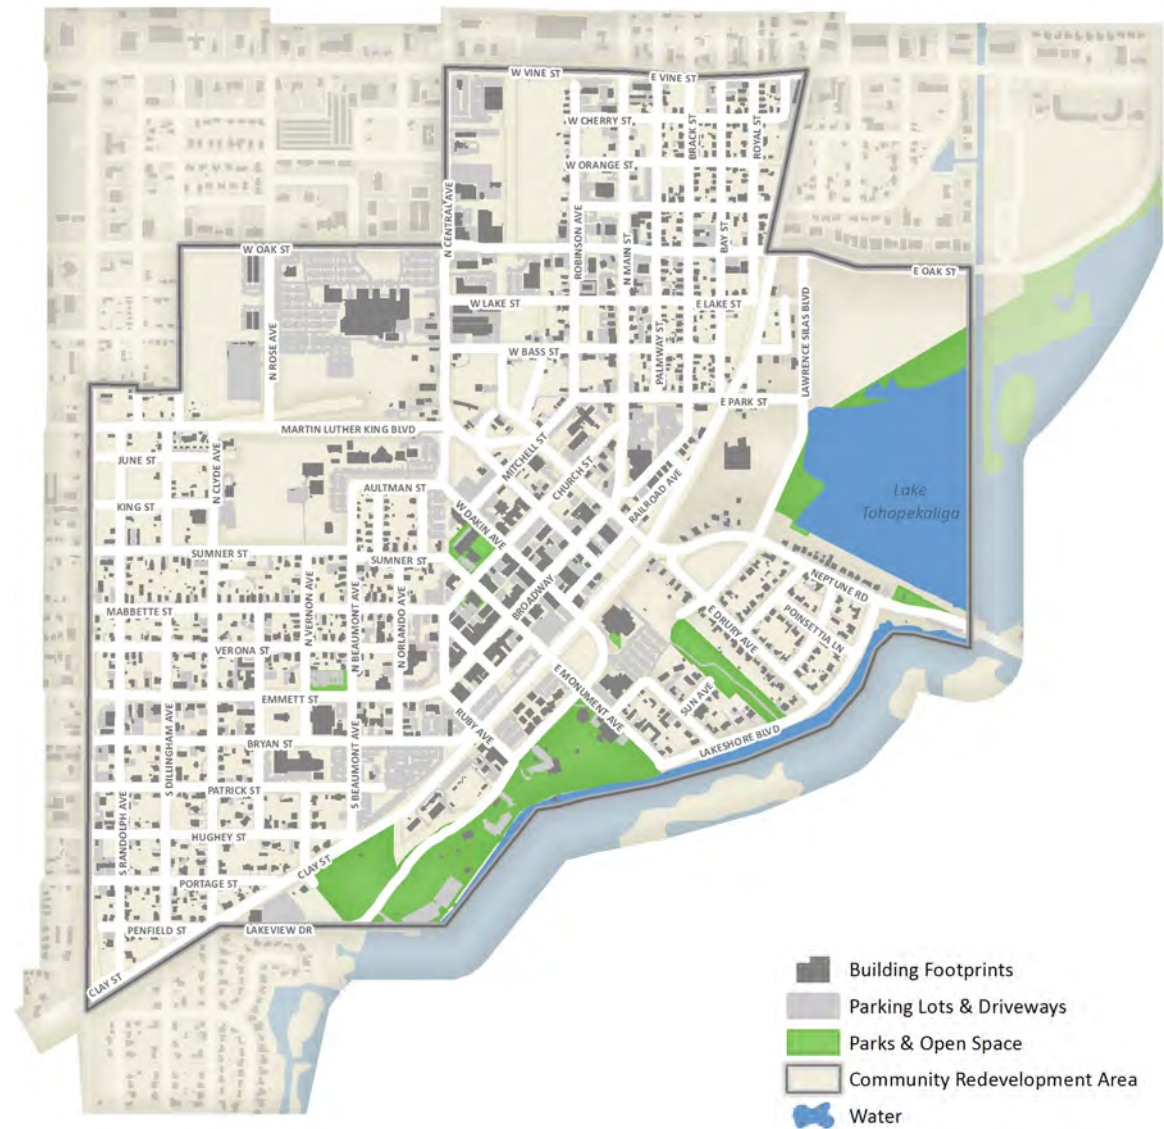 W VINE ST
E VINE ST
W CHERRY ST
BRACK ST
ROYAL ST
W ORANGE ST
N CENTRAL AVE
ROBINSON AVE
N MAIN ST
BAY ST
W OAK ST
E OAK ST
W LAKE ST
E LAKE ST
LAWRENCE SILAS BLVD
N ROSE AVE
PALMWAY ST
W BASS ST
E PARK ST
MARTIN LUTHER KING BLVD
JUNE ST
N CLYDE AVE
MITCHELL ST
CHURCH ST
AULTMAN ST
RAILROAD AVE
Lake
Tohopekaliga
KING ST
W DAKIN AVE
SUMNER ST
SUMNER ST
NEPTUNE RD
N VERNON AVE
N BEAUMONT AVE
N ORLANDO AVE
BROADWAY
MABBETTE ST
E DRURY AVE
POINSETTIA LN
VERONA ST
E MONUMENT AVE
SUN AVE
EMMETT ST
RUBY AVE
S DILLINGHAM AVE
BRYAN ST
LAKESHORE BLVD
S BEAUMONT AVE
PATRICK ST
S RANDOLPH AVE
HUGHEY ST
CLAY ST
PORTAGE ST
PENFIELD ST
LAKEVIEW DR
CLAY ST
Building Footprints
Parking Lots & Driveways
Parks & Open Space
Community Redevelopment Area
Water